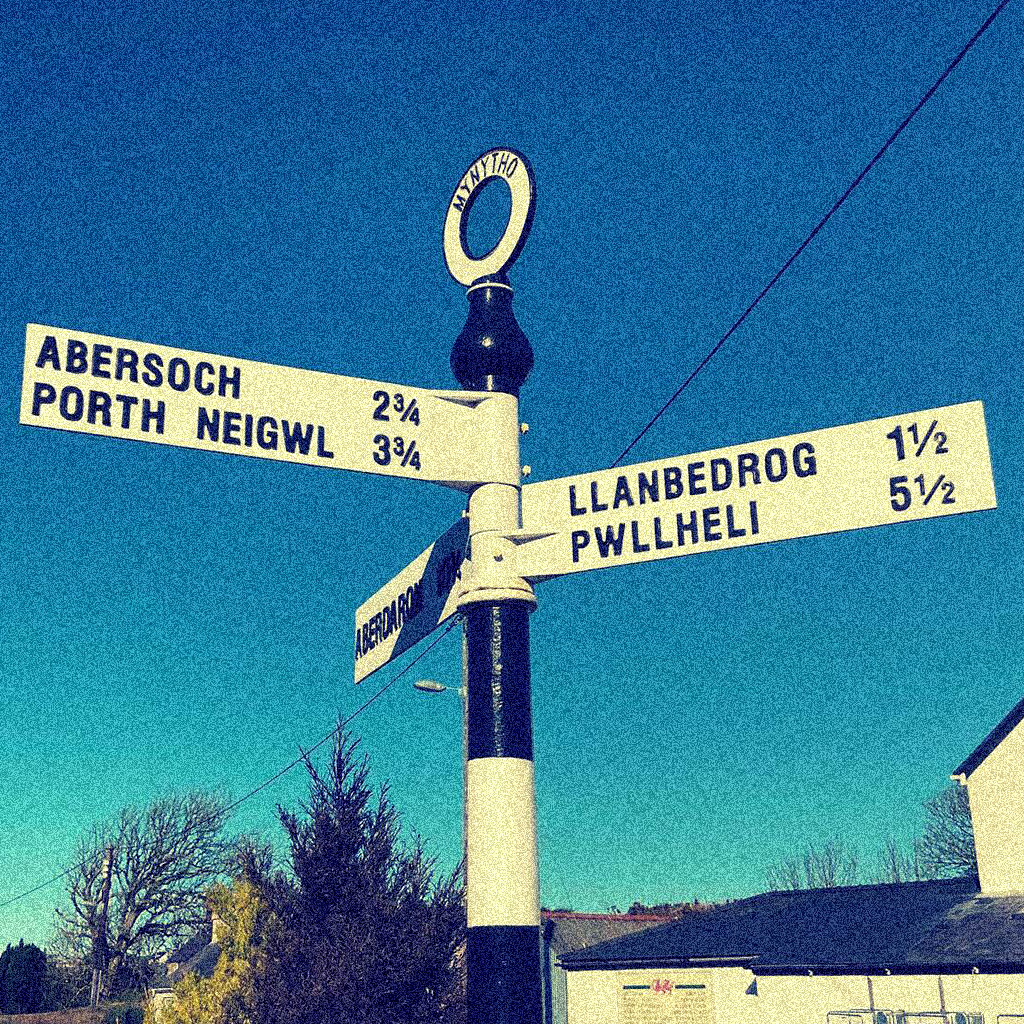 MYNYTHO
ABERSOCH 2¾
PORTH NEIGWL 3¾
LLANBEDROG 1½
PWLLHELI 5½
ABERDARON